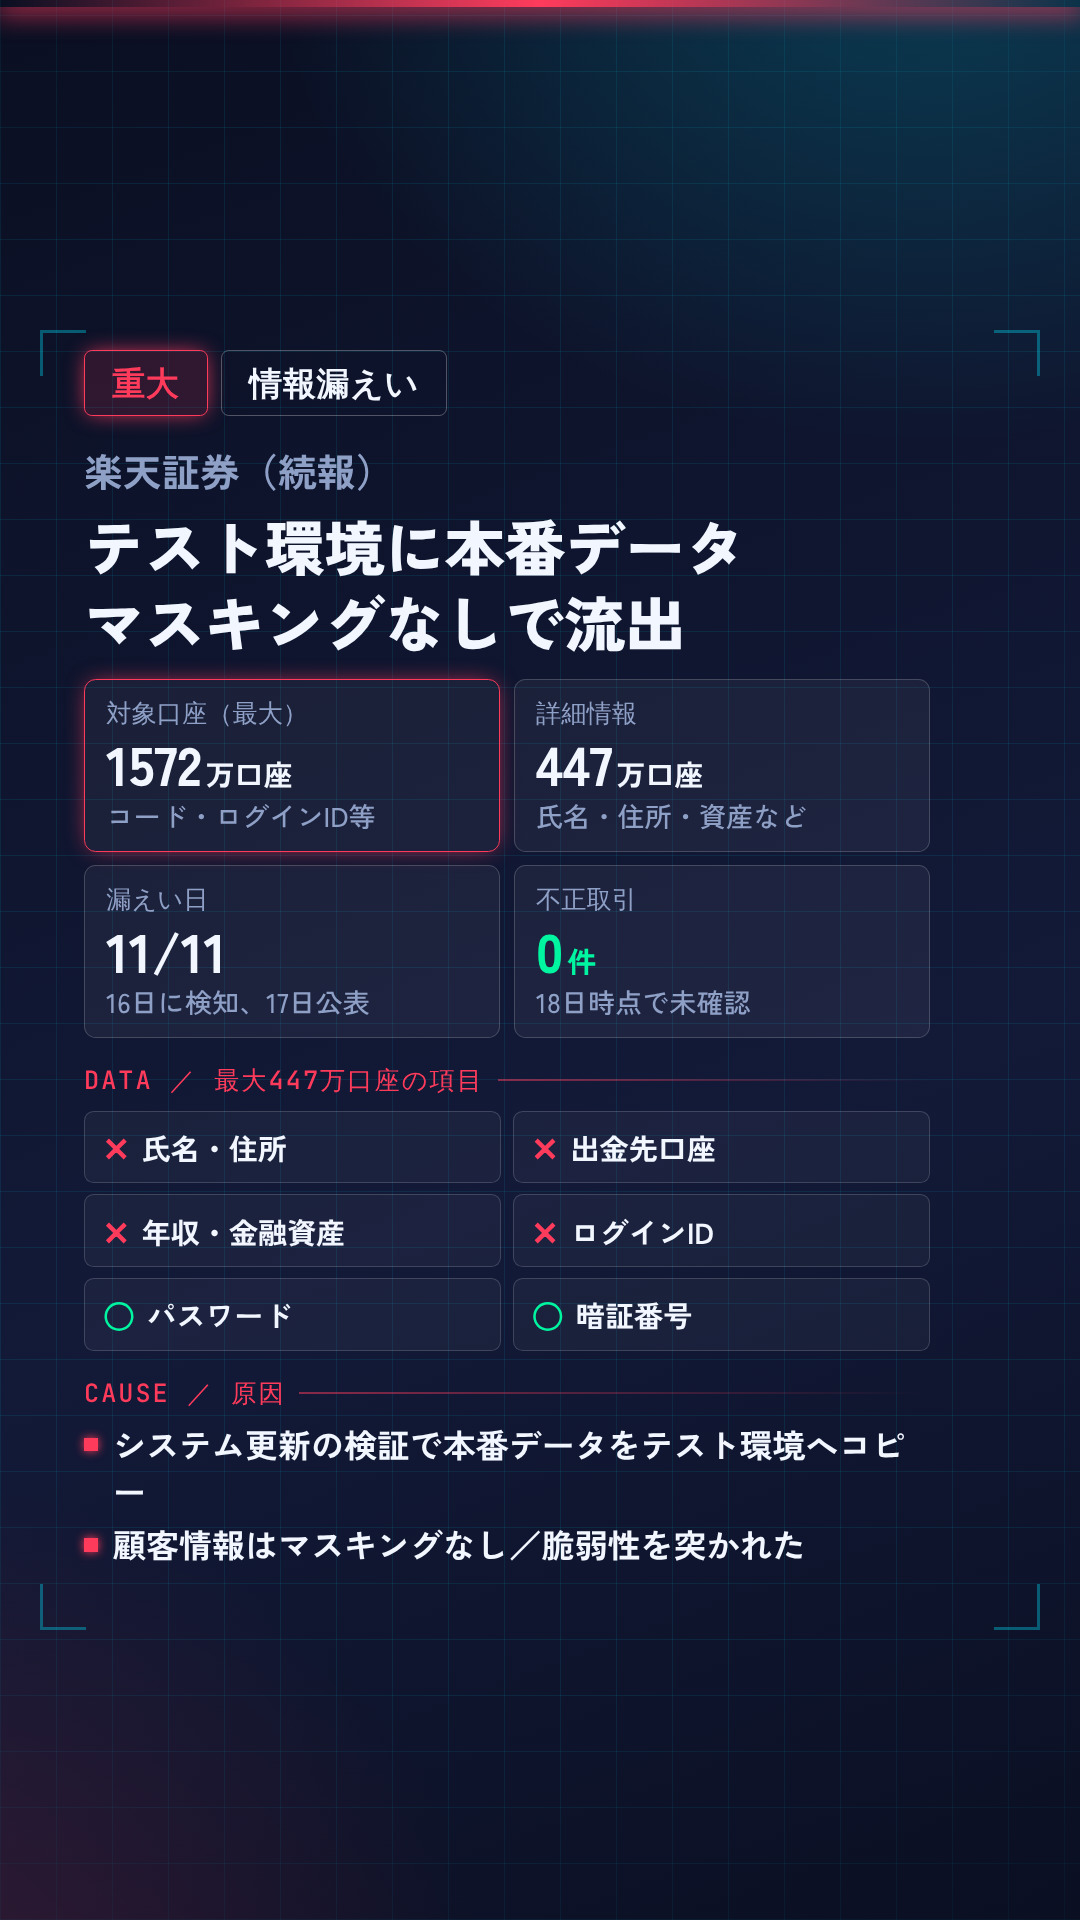 重大 情報漏えい
楽天証券（続報）
テスト環境に本番データ
マスキングなしで流出
対象口座（最大） 詳細情報
1572万口座 447万口座
コード・ログインID等 氏名・住所・資産など
漏えい日 不正取引
11/11 0件
16日に検知、17日公表 18日時点で未確認
DATA ／ 最大447万口座の項目
✕ 氏名・住所 ✕ 出金先口座
✕ 年収・金融資産 ✕ ログインID
◯ パスワード ◯ 暗証番号
CAUSE ／ 原因
システム更新の検証で本番データをテスト環境へコピ
ー
顧客情報はマスキングなし／脆弱性を突かれた